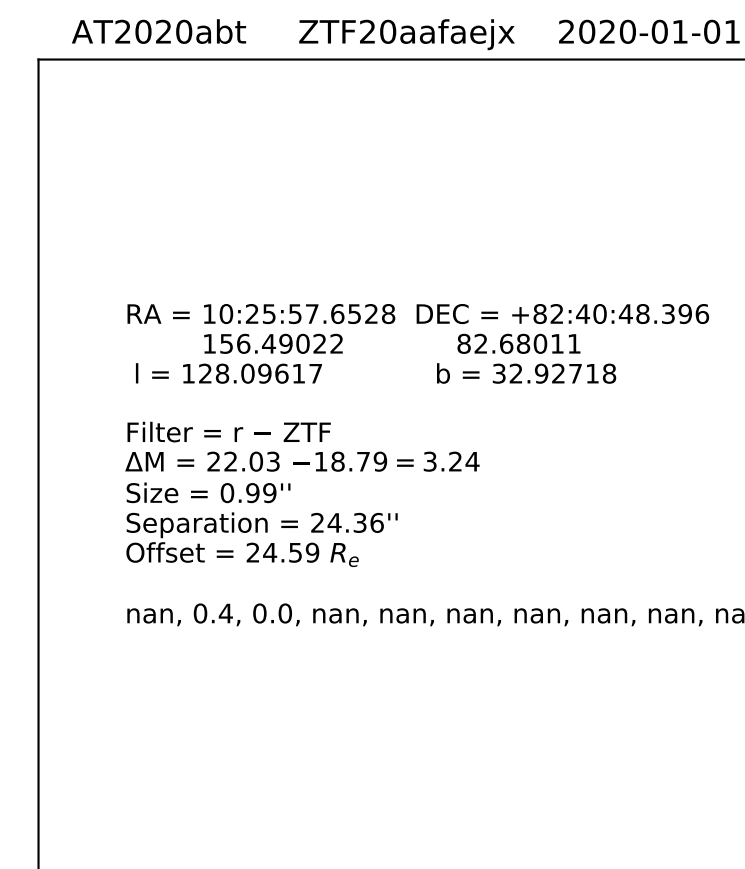 AT2020abt ZTF20aafaejx 2020-01-01
RA = 10:25:57.6528 DEC = +82:40:48.396
156.49022 82.68011
l = 128.09617 b = 32.92718
Filter = r − ZTF
ΔM = 22.03 −18.79 = 3.24
Size = 0.99''
Separation = 24.36''
Offset = 24.59 Re
nan, 0.4, 0.0, nan, nan, nan, nan, nan, nan, na